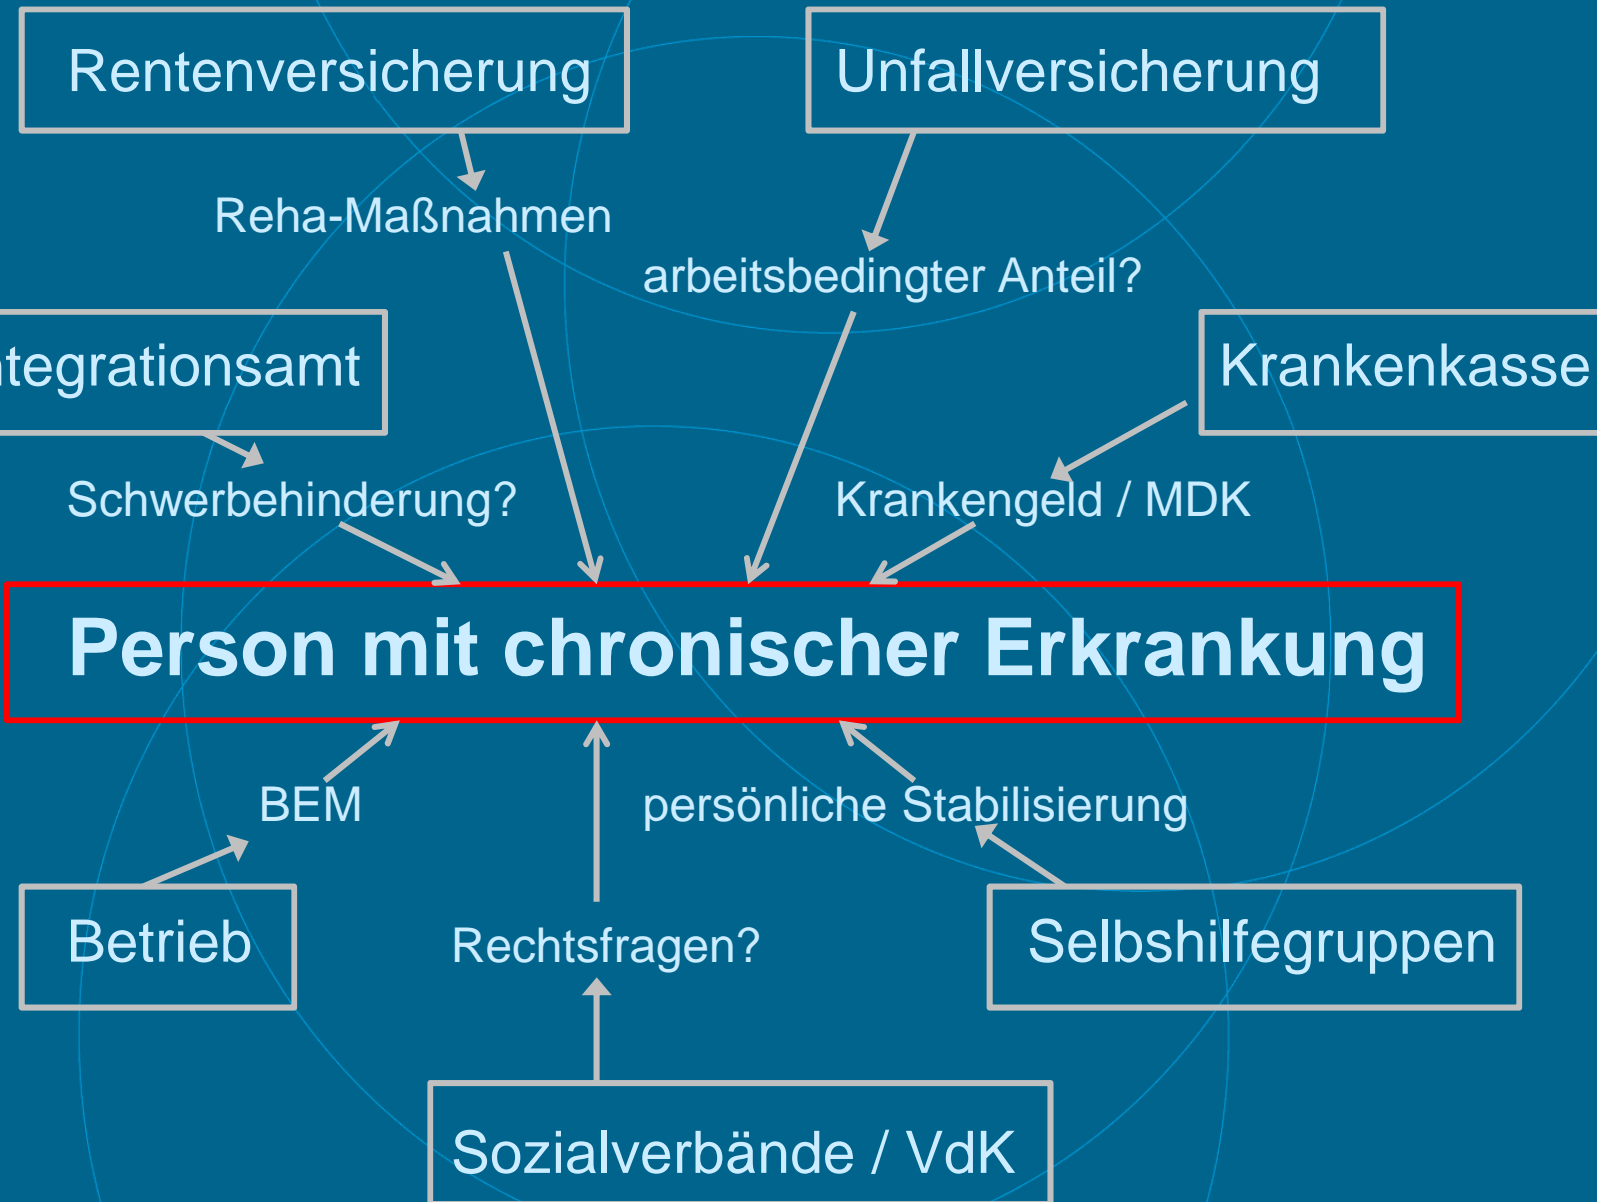 Rentenversicherung
Unfallversicherung
Reha-Maßnahmen
arbeitsbedingter Anteil?
ntegrationsamt
Krankenkasse
Schwerbehinderung?
Krankengeld / MDK
Person mit chronischer Erkrankung
BEM
persönliche Stabilisierung
Betrieb
Rechtsfragen?
Selbshilfegruppen
Sozialverbände / VdK